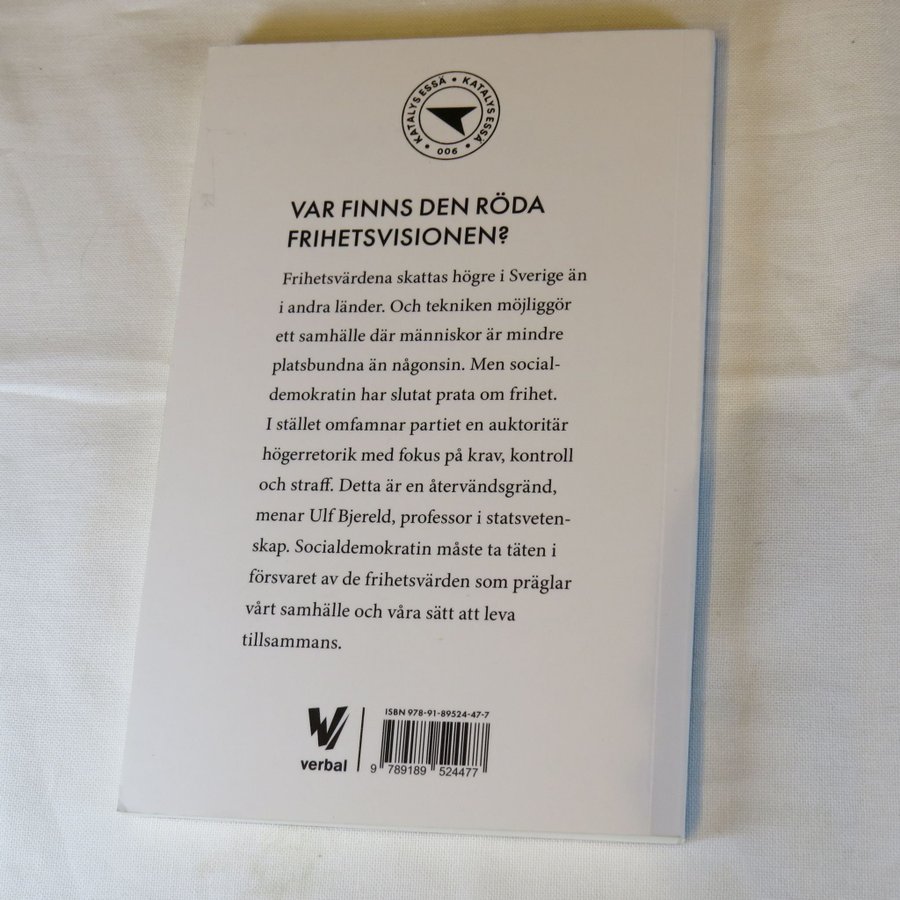 KATALYS ESSÄ • KATALYS ESSÄ • 006 •
VAR FINNS DEN RÖDA
FRIHETSVISIONEN?
Frihetsvärdena skattas högre i Sverige än
i andra länder. Och tekniken möjliggör
ett samhälle där människor är mindre
platsbundna än någonsin. Men social-
demokratin har slutat prata om frihet.
I stället omfamnar partiet en auktoritär
högerretorik med fokus på krav, kontroll
och straff. Detta är en återvändsgränd,
menar Ulf Bjereld, professor i statsveten-
skap. Socialdemokratin måste ta täten i
försvaret av de frihetsvärden som präglar
vårt samhälle och våra sätt att leva
tillsammans.
verbal
ISBN 978-91-89524-47-7
9 789189 524477